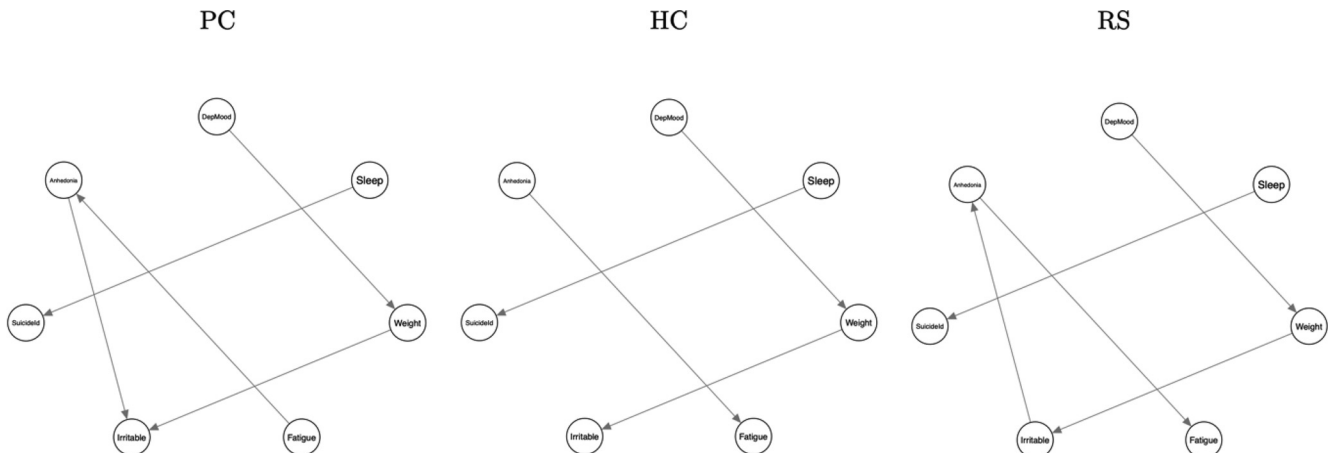 PC HC RS
DepMood DepMood DepMood
Anhedonia Sleep Anhedonia Sleep Anhedonia Sleep
SuicideId Weight SuicideId Weight SuicideId Weight
Irritable Fatigue Irritable Fatigue Irritable Fatigue